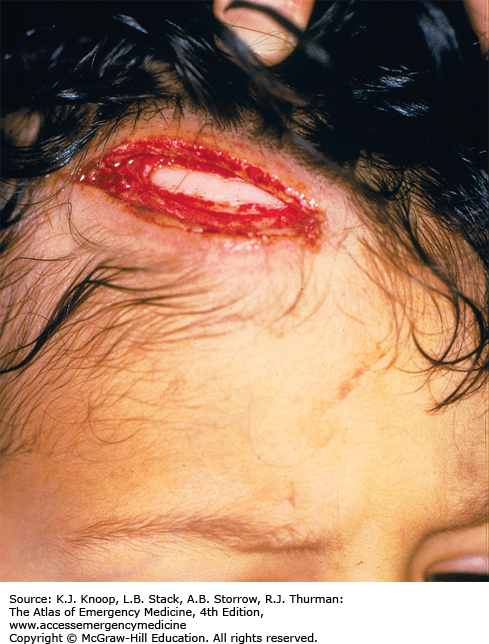 Source: K.J. Knoop, L.B. Stack, A.B. Storrow, R.J. Thurman:
The Atlas of Emergency Medicine, 4th Edition,
www.accessemergencymedicine
Copyright © McGraw-Hill Education. All rights reserved.